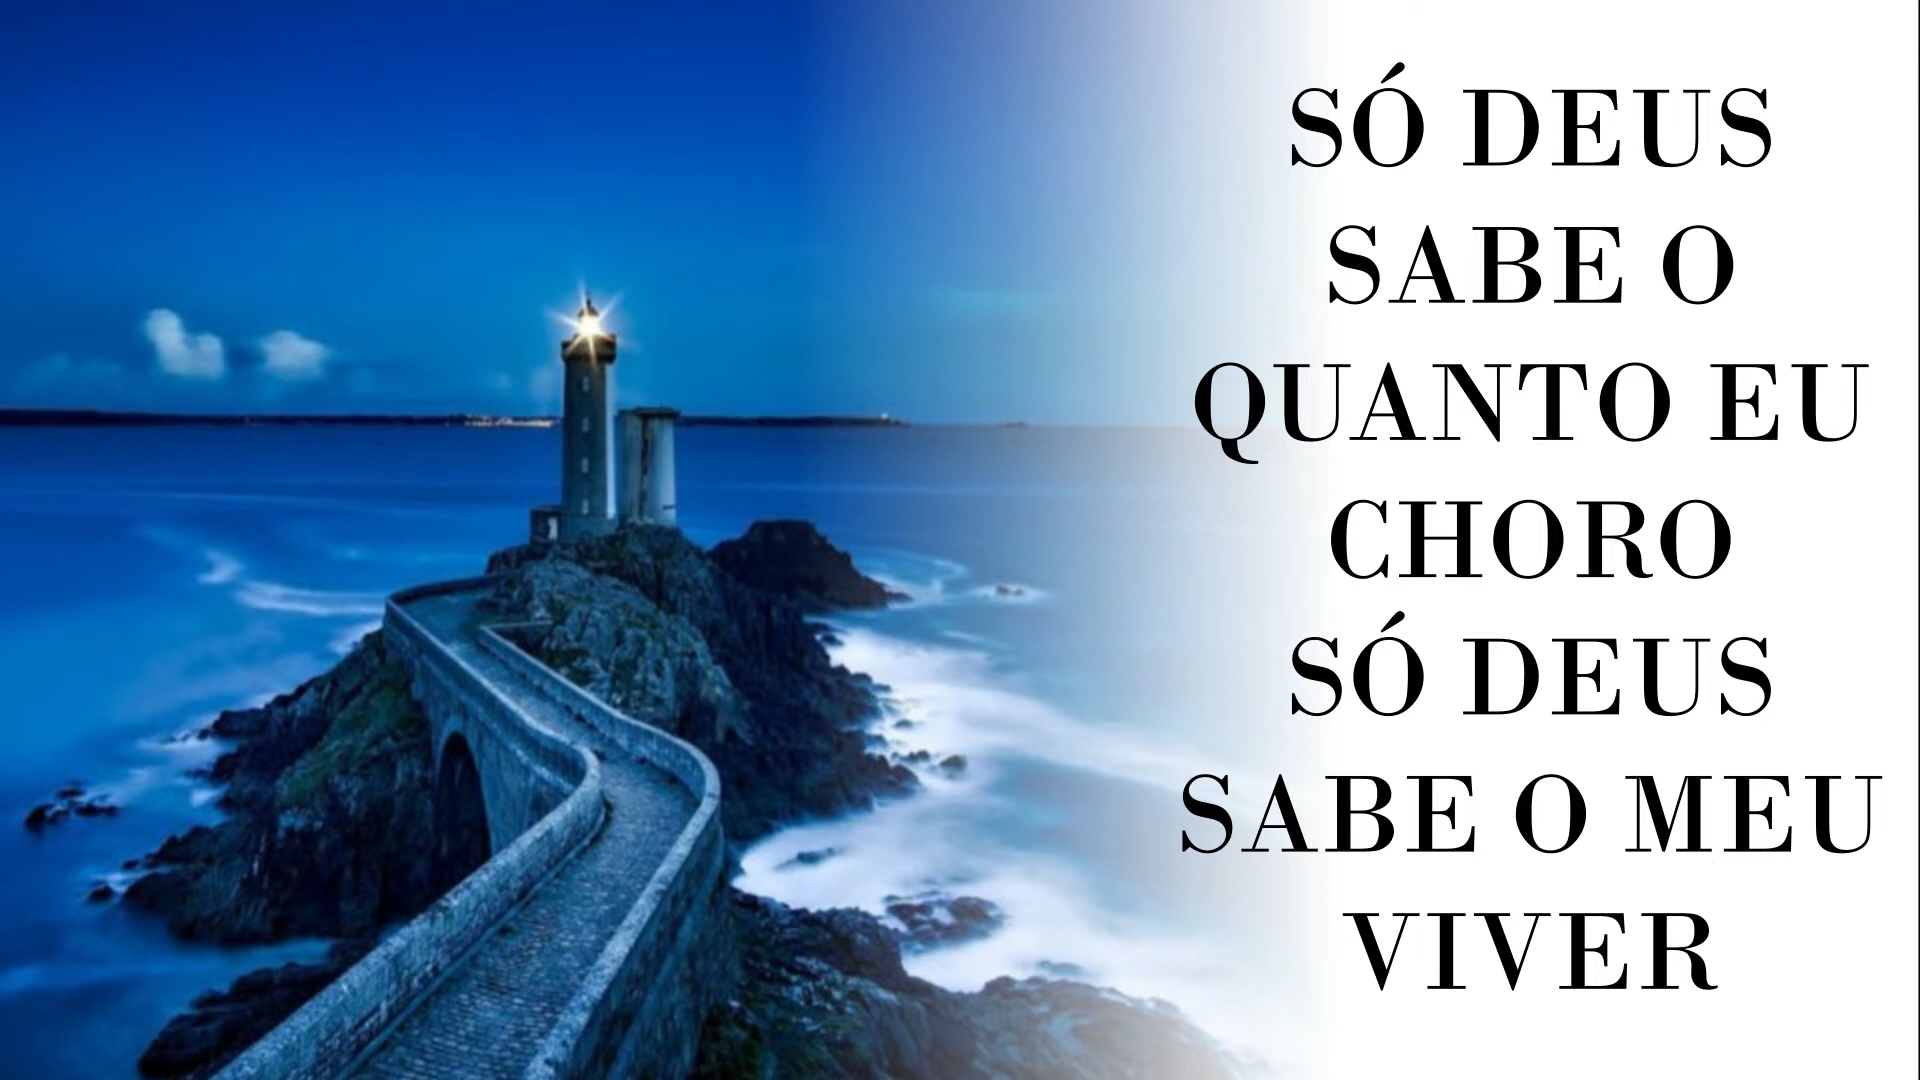 SÓ DEUS
SABE O
QUANTO EU
CHORO
SÓ DEUS
SABE O MEU
VIVER